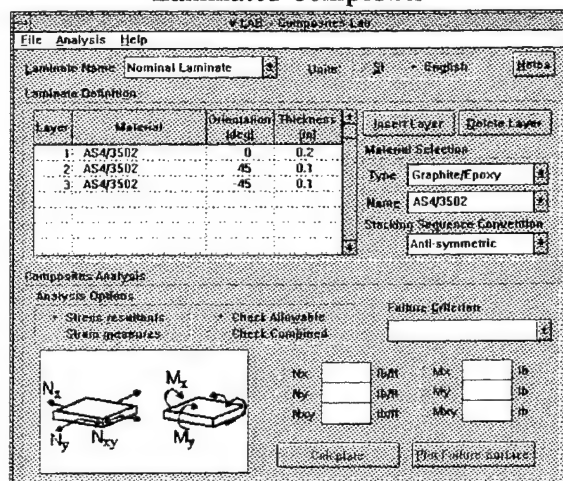 Laminated Composites
V-LAB - Composites Lab
File Analysis Help
Laminate Name: Nominal Laminate Units: SI English
Laminate Definition
Layer Material Orientation [deg] Thickness [in]
1 AS4/3502 0 0.2
2 AS4/3502 45 0.1
3 AS4/3502 -45 0.1
Insert Layer Delete Layer
Material Selection
Type Graphite/Epoxy
Name AS4/3502
Stacking Sequence Convention
Anti-symmetric
Composites Analysis
Analysis Options
Stress resultants Check Allowable
Strain measures Check Combined
Failure Criterion
Nx Mx
Ny Nxy My
Nx lb/ft Mx lb
Ny lb/ft My lb
Nxy lb/ft Mxy lb
Calculate Plot Failure Surface